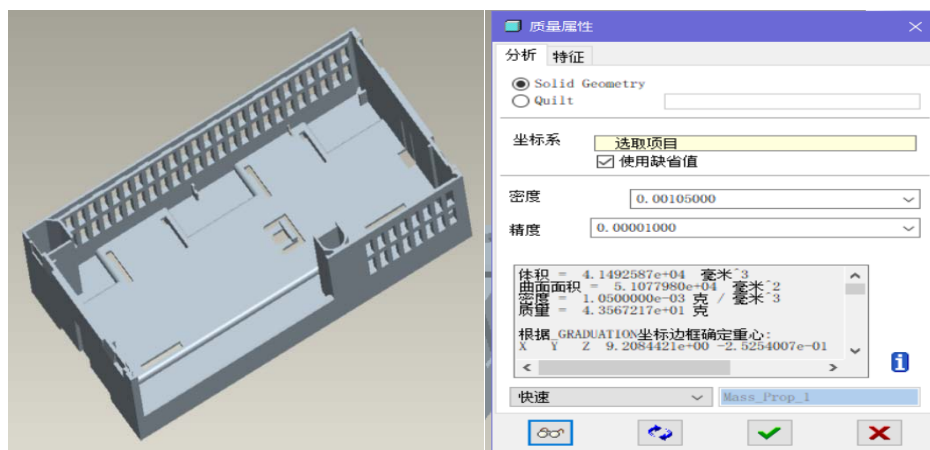 质量属性
分析 特征
Solid Geometry
Quilt
坐标系 选取项目
使用缺省值
密度 0.00105000
精度 0.00001000
体积 = 4.1492587e+04 毫米^3
曲面面积 = 5.1077980e+04 毫米^2
密度 = 1.0500000e-03 克 / 毫米^3
质量 = 4.3567217e+01 克
根据_GRADUATION坐标边框确定重心:
X Y Z 9.2084421e+00 -2.5254007e-01
快速 Mass_Prop_1